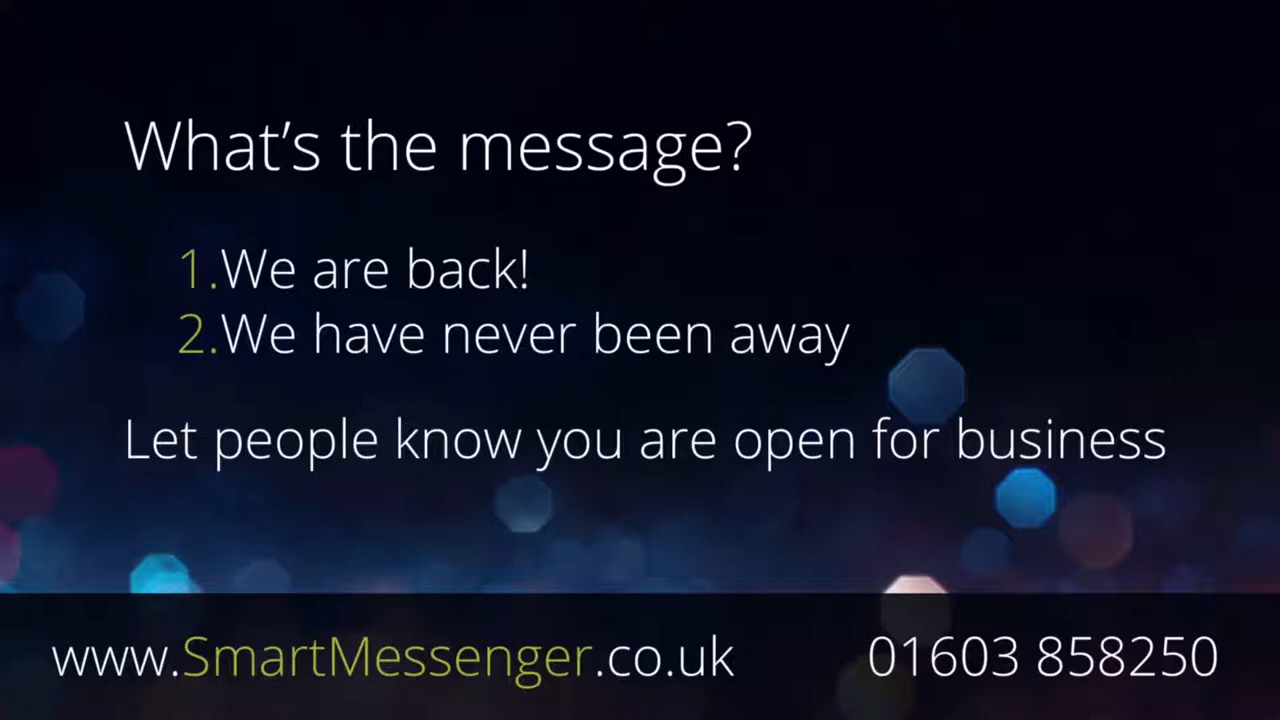 What's the message?
1.We are back!
2.We have never been away
Let people know you are open for business
www.SmartMessenger.co.uk 01603 858250